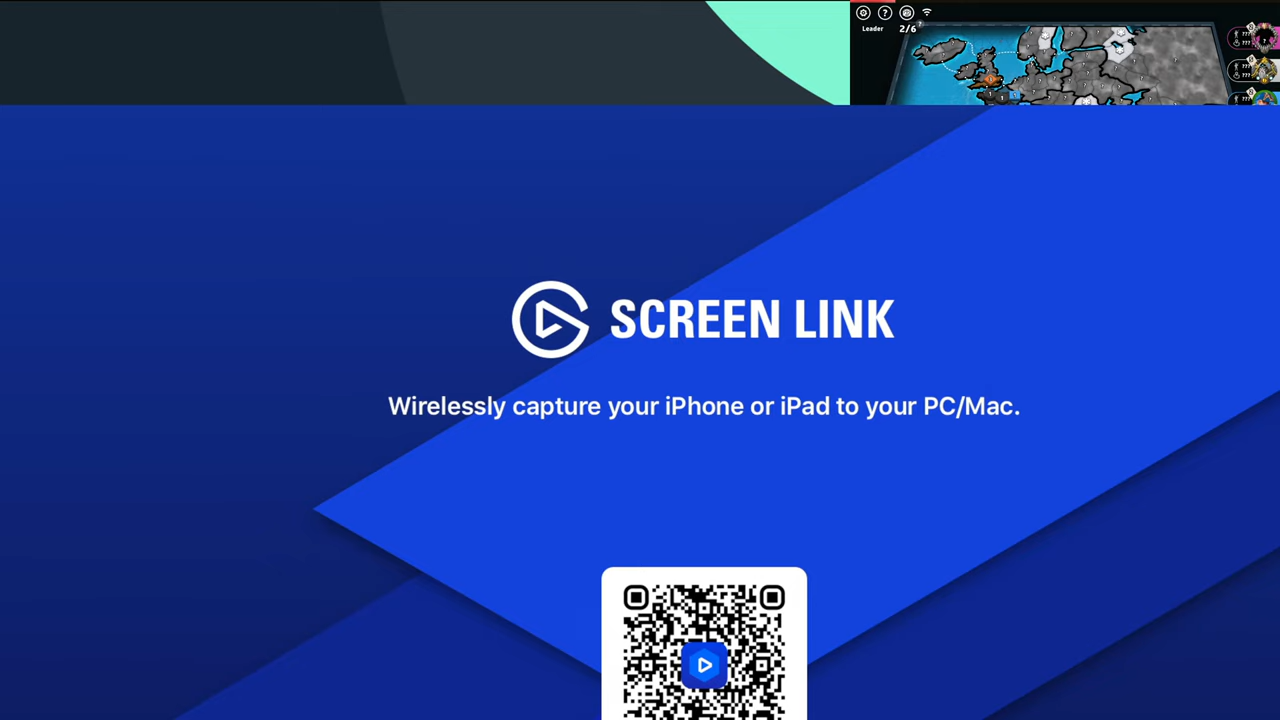 Leader 2/6
SCREEN LINK
Wirelessly capture your iPhone or iPad to your PC/Mac.